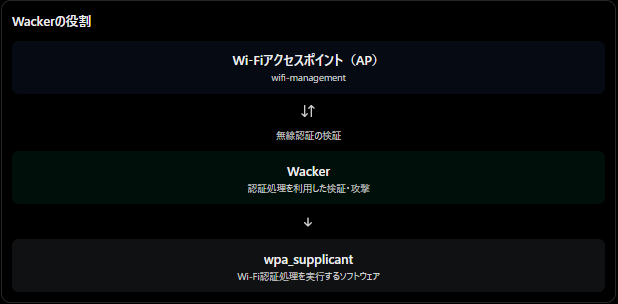 Wackerの役割
Wi-Fiアクセスポイント（AP）
wifi-management
↓↑
無線認証の検証
Wacker
認証処理を利用した検証・攻撃
↓
wpa_supplicant
Wi-Fi認証処理を実行するソフトウェア